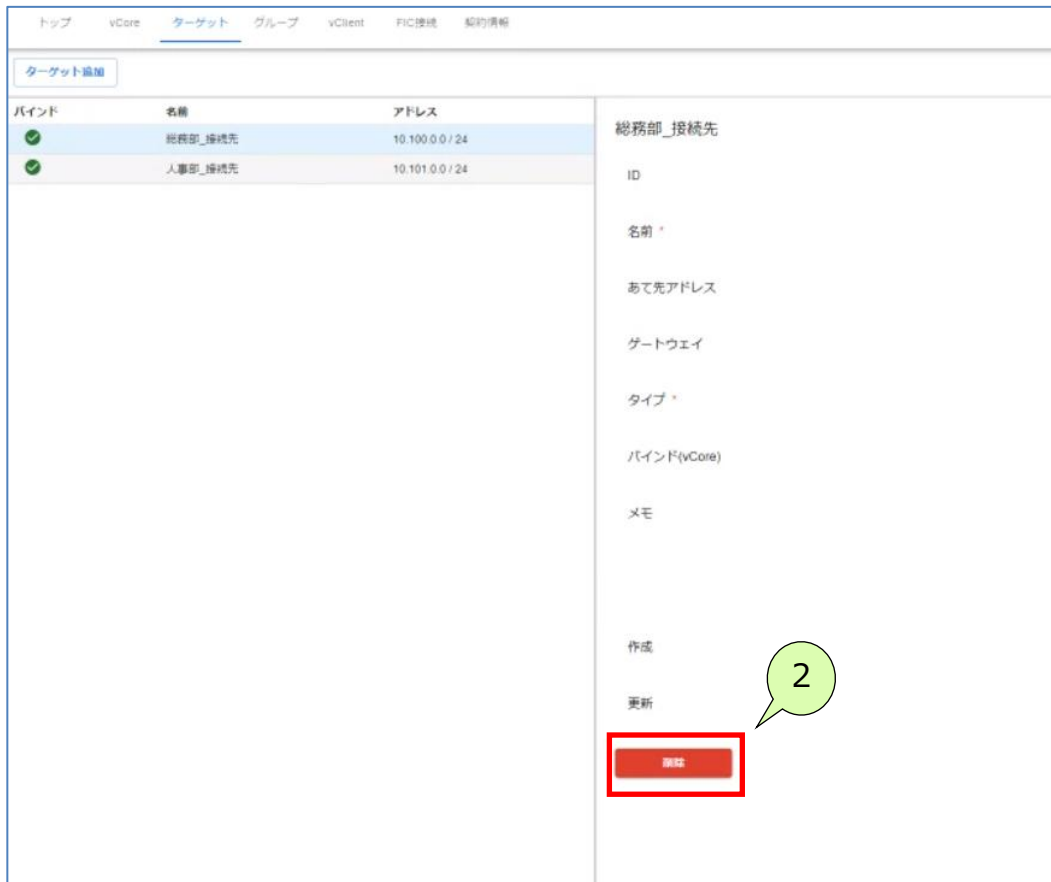 トップ vCore ターゲット グループ vClient FIC接続 契約情報
ターゲット追加
バインド 名前 アドレス
総務部_接続先 10.100.0.0 / 24
人事部_接続先 10.101.0.0 / 24
総務部_接続先
ID
名前 *
あて先アドレス
ゲートウェイ
タイプ *
バインド(vCore)
メモ
作成
2
更新
削除